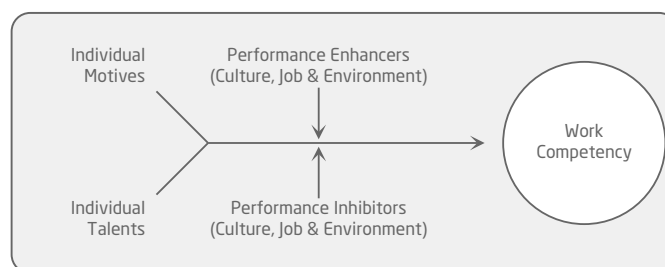 Individual
Motives
Performance Enhancers
(Culture, Job & Environment)
Work
Competency
Individual
Talents
Performance Inhibitors
(Culture, Job & Environment)